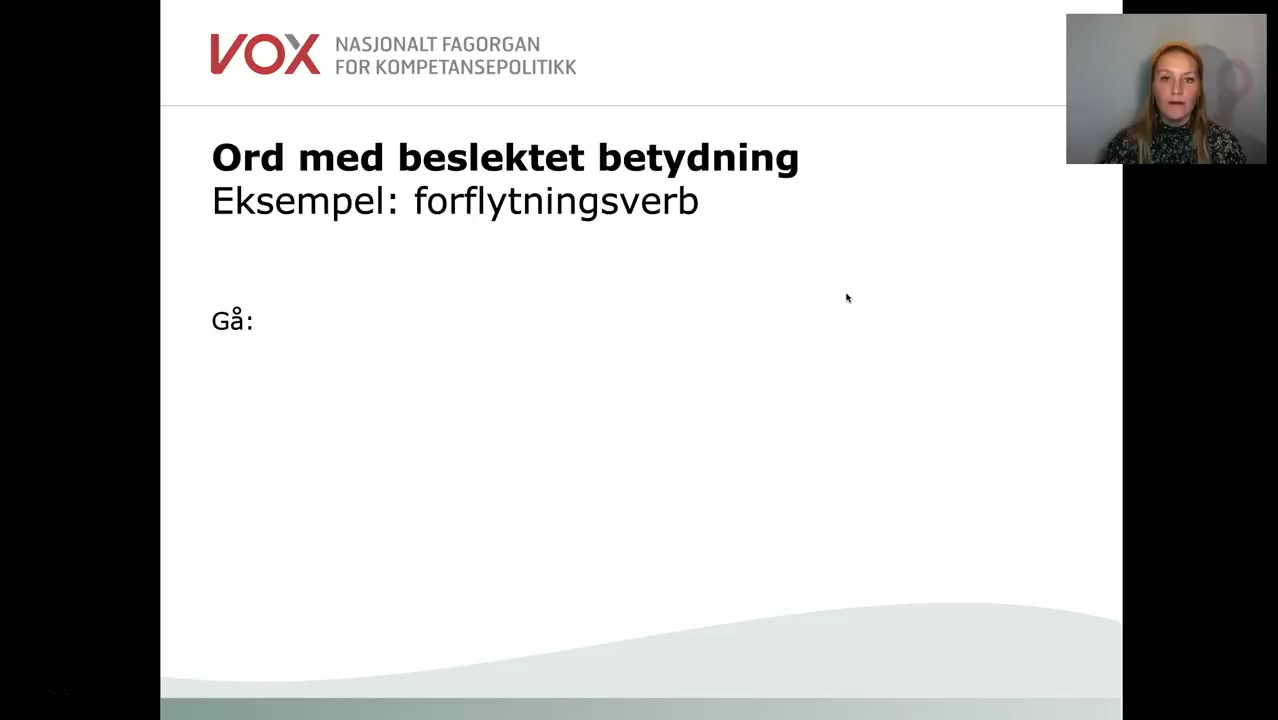 VOX
NASJONALT FAGORGAN
FOR KOMPETANSEPOLITIKK
Ord med beslektet betydning
Eksempel: forflytningsverb
Gå: